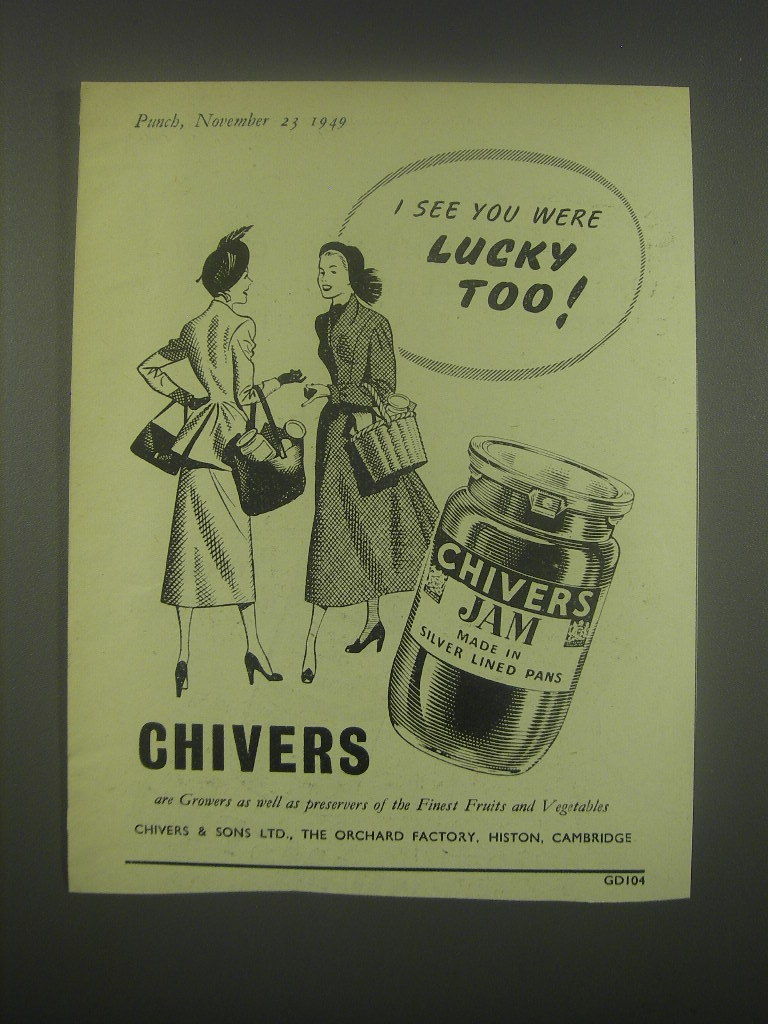 Punch, November 23 1949
I SEE YOU WERE
LUCKY
TOO!
CHIVERS
JAM
MADE IN
SILVER LINED PANS
CHIVERS
are Growers as well as preservers of the Finest Fruits and Vegetables
CHIVERS & SONS LTD., THE ORCHARD FACTORY, HISTON, CAMBRIDGE
GD104